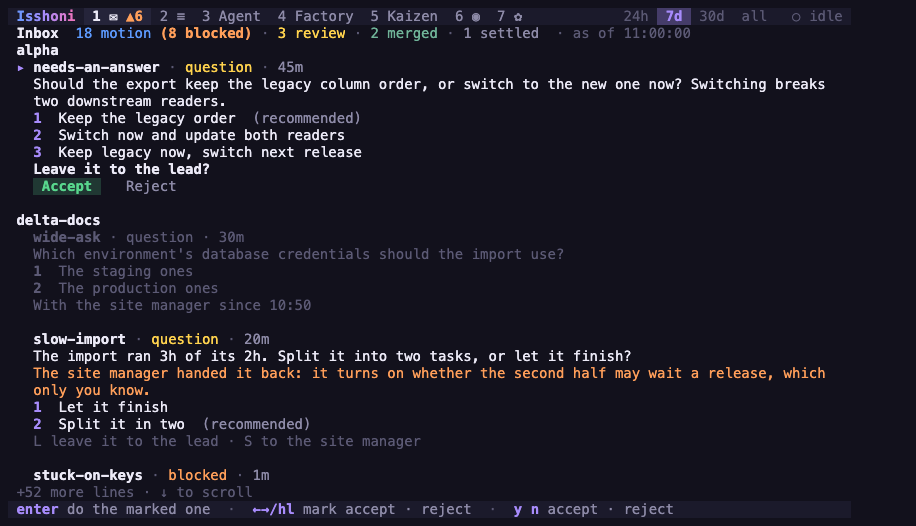 Isshoni 1 ✉ ▲6 2 ≡ 3 Agent 4 Factory 5 Kaizen 6 ◉ 7 ✿ 24h 7d 30d all ○ idle
Inbox 18 motion (8 blocked) · 3 review · 2 merged · 1 settled · as of 11:00:00
alpha
▸ needs-an-answer · question · 45m
Should the export keep the legacy column order, or switch to the new one now? Switching breaks
two downstream readers.
1 Keep the legacy order (recommended)
2 Switch now and update both readers
3 Keep legacy now, switch next release
Leave it to the lead?
Accept Reject
delta-docs
wide-ask · question · 30m
Which environment's database credentials should the import use?
1 The staging ones
2 The production ones
With the site manager since 10:50
slow-import · question · 20m
The import ran 3h of its 2h. Split it into two tasks, or let it finish?
The site manager handed it back: it turns on whether the second half may wait a release, which
only you know.
1 Let it finish
2 Split it in two (recommended)
L leave it to the lead · S to the site manager
stuck-on-keys · blocked · 1m
+52 more lines · ↓ to scroll
enter do the marked one · ←→/hl mark accept · reject · y n accept · reject